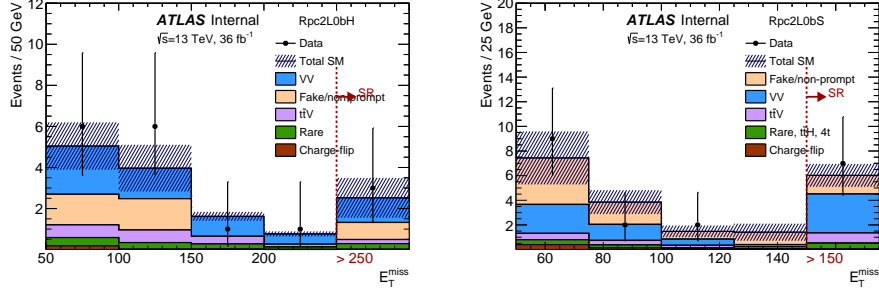 ATLAS Internal
√s=13 TeV, 36 fb⁻¹
Rpc2L0bH
Data
Total SM
VV
Fake/non-prompt
tt̄V
Rare
Charge-flip
SR
Events / 50 GeV
12
10
8
6
4
2
50 100 150 200 > 250
E_T^miss
ATLAS Internal
√s=13 TeV, 36 fb⁻¹
Rpc2L0bS
Data
Total SM
Fake/non-prompt
VV
tt̄V
Rare, tt̄H, 4t
Charge-flip
SR
Events / 25 GeV
20
18
16
14
12
10
8
6
4
2
60 80 100 120 140 > 150
E_T^miss